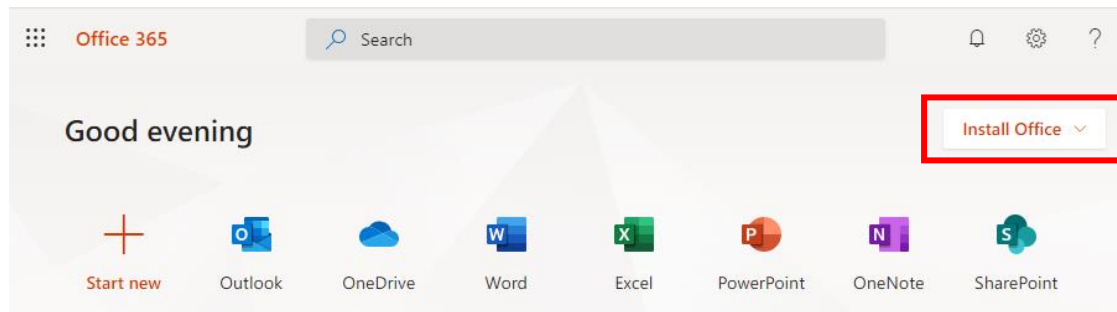 Office 365
Search
?
Good evening
Install Office
O
W
X
P
N
S
Start new
Outlook
OneDrive
Word
Excel
PowerPoint
OneNote
SharePoint